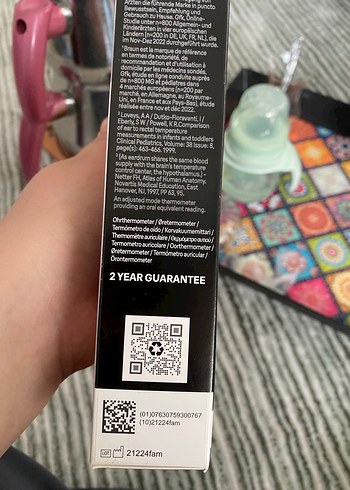 Ärzten die führende Marke in puncto
Bewusstsein, Empfehlung und
Gebrauch zu Hause. Gfk, Online-
Studie unter n=800 Allgemein- und
Kinderärzten in vier europäischen
Ländern (n=200 in DE, UK, FR, NL), die
im Nov-Dez 2022 durchgeführt wurde.
*Braun est la marque de référence
en termes de notoriété, de
recommandation et d'utilisation à
domicile par les médecins sondés.
Gfk, étude en ligne conduite auprès
de n=800 MG et pédiatres dans
4 marchés européens (n=200 par
marché, en Allemagne, au Royaume-
Uni, en France et aux Pays-Bas), étude
réalisée entre nov et déc 2022.
Loveys, AA / Dutko-Fioravanti, I /
Eberly, S W / Powell, K R Comparison
of ear to rectal temperature
measurements in infants and toddlers
Clinical Pediatrics, Volume: 38 Issue: 8,
page(s): 463-466. 1999.
(An eardrum shares the same blood
supply with the brain's temperature
control center, the hypothalamus.) -
Netter FH, Atlas of Human Anatomy.
Novartis Medical Education, East
Hanover, NJ, 1997, PP 63, 95.
An adjusted mode thermometer
providing an oral equivalent reading.
Ohrthermometer / Øretermometer /
Termómetro de oído / Korvakuumemittari /
Thermomètre auriculaire / Θερμόμετρο αυτιού /
Termometro auricolare / Oorthermometer /
Øretermometer / Termómetro auricular /
Örontermometer
2 YEAR GUARANTEE
(01)07630759300767
(10)21224fam
LOT 21224fam